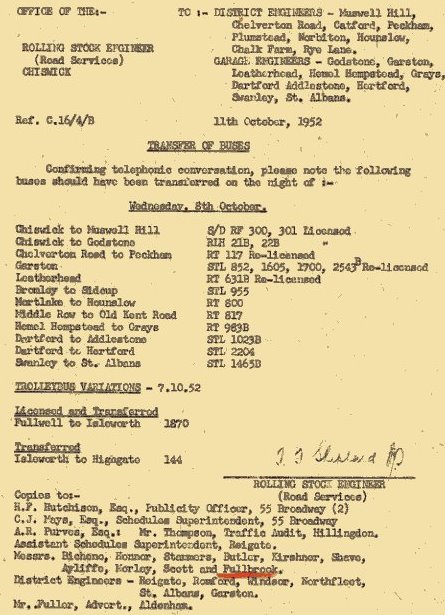 OFFICE OF THE:- TO :- DISTRICT ENGINEERS - Muswell Hill,
Chelverton Road, Catford, Peckham,
Plumstead, Norbiton, Hounslow,
ROLLING STOCK ENGINEER Chalk Farm, Rye Lane.
(Road Services) GARAGE ENGINEERS - Godstone, Garston,
CHISWICK Leatherhead, Hemel Hempstead, Grays,
Dartford Addlestone, Hertford,
Swanley, St. Albans.
Ref. C.16/4/B 11th October, 1952
TRANSFER OF BUSES
Confirming telephonic conversation, please note the following
buses should have been transferred on the night of :-
Wednesday, 8th October.
Chiswick to Muswell Hill S/D RF 300, 301 Licensed
Chiswick to Godstone RLH 21B, 22B "
Chelverton Road to Peckham RT 117 Re-licensed
Garston STL 852, 1605, 1700, 2543B Re-licensed
Leatherhead RT 631B Re-licensed
Bromley to Sidcup STL 955
Mortlake to Hounslow RT 800
Middle Row to Old Kent Road RT 817
Hemel Hempstead to Grays RT 983B
Dartford to Addlestone STL 1023B
Dartford to Hertford STL 2204
Swanley to St. Albans STL 1465B
TROLLEYBUS VARIATIONS - 7.10.52
Licensed and Transferred
Fullwell to Isleworth 1870
Transferred
Isleworth to Highgate 144
ROLLING STOCK ENGINEER
(Road Services)
Copies to:-
H.F. Hutchison, Esq., Publicity Officer, 55 Broadway (2)
C.J. Mays, Esq., Schedules Superintendent, 55 Broadway
A.R. Purves, Esq.: Mr. Thompson, Traffic Audit, Hillingdon.
Assistant Schedules Superintendent, Reigate.
Messrs. Bicheno, Honnor, Stammers, Butler, Kirshner, Shave,
Ayliffe, Morley, Scott and Fullbrook.
District Engineers - Reigate, Romford, Windsor, Northfleet,
St. Albans, Garston.
Mr. Fuller, Advert., Aldenham.